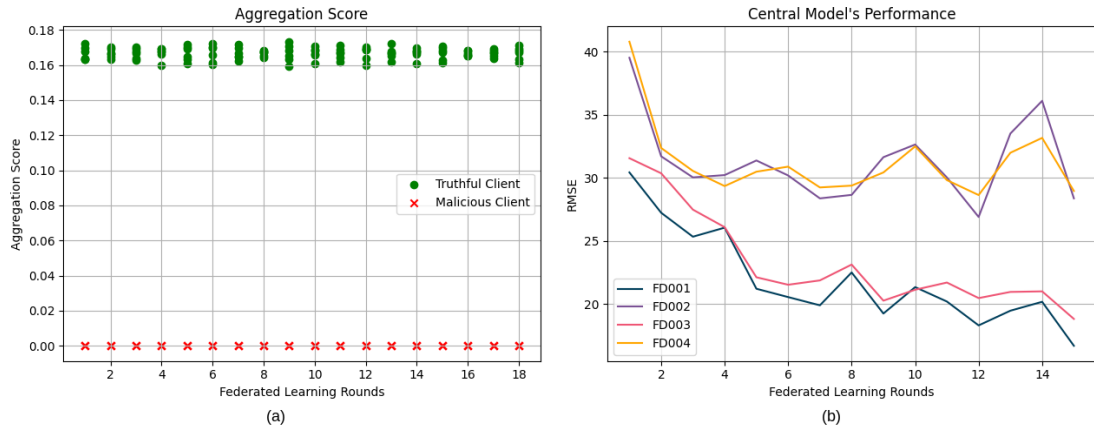 Aggregation Score
0.18
0.16
0.14
0.12
0.10
0.08
0.06
0.04
0.02
0.00
Aggregation Score
Truthful Client
Malicious Client
2 4 6 8 10 12 14 16 18
Federated Learning Rounds
(a)
Central Model's Performance
40
35
30
25
20
RMSE
FD001
FD002
FD003
FD004
2 4 6 8 10 12 14
Federated Learning Rounds
(b)